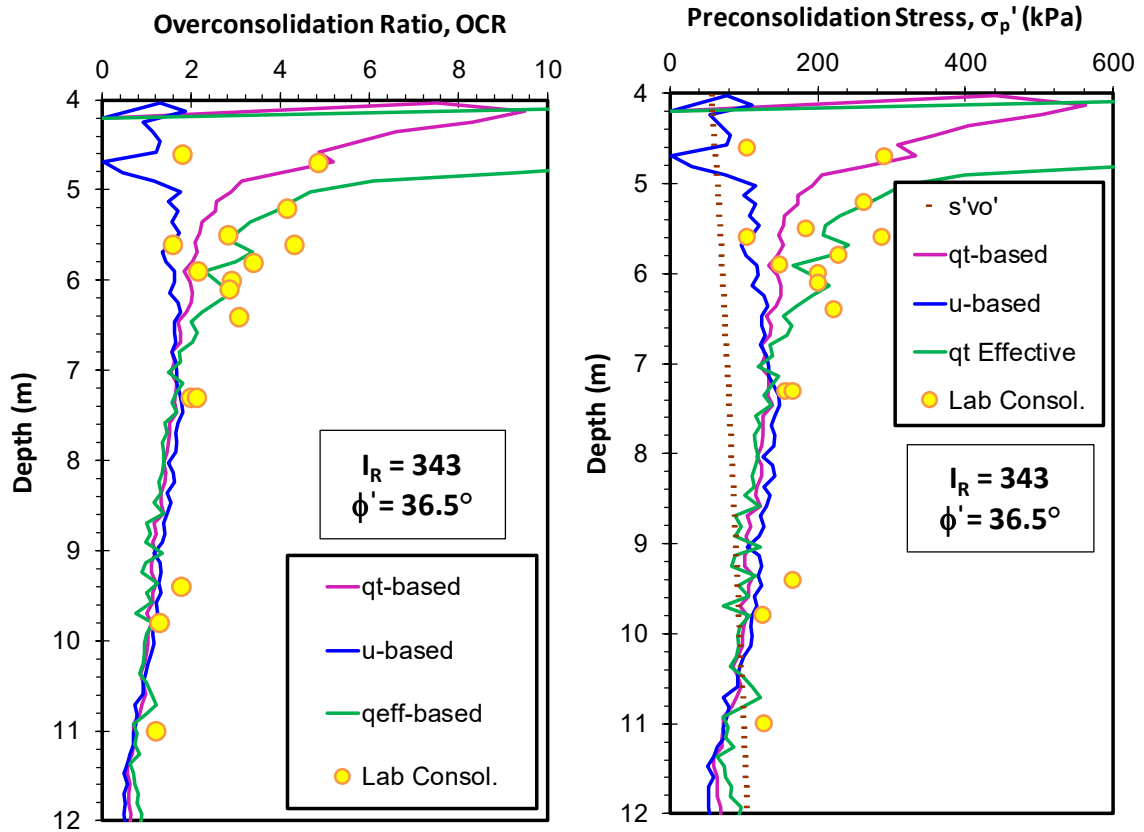 Overconsolidation Ratio, OCR
0 2 4 6 8 10
4
5
6
7
8
9
10
11
12
Depth (m)
I_R = 343
ϕ' = 36.5°
qt-based
u-based
qeff-based
Lab Consol.
Preconsolidation Stress, σ_p' (kPa)
0 200 400 600
4
5
6
7
8
9
10
11
12
Depth (m)
s'vo'
qt-based
u-based
qt Effective
Lab Consol.
I_R = 343
ϕ' = 36.5°